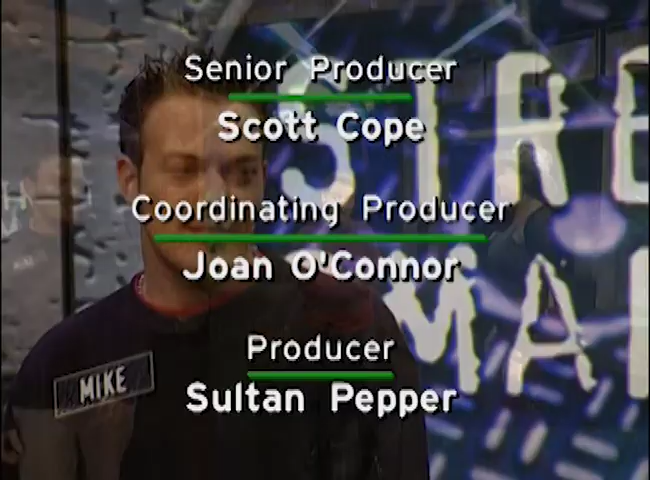 Senior Producer
Scott Cope
Coordinating Producer
Joan O'Connor
Producer
Sultan Pepper
MIKE